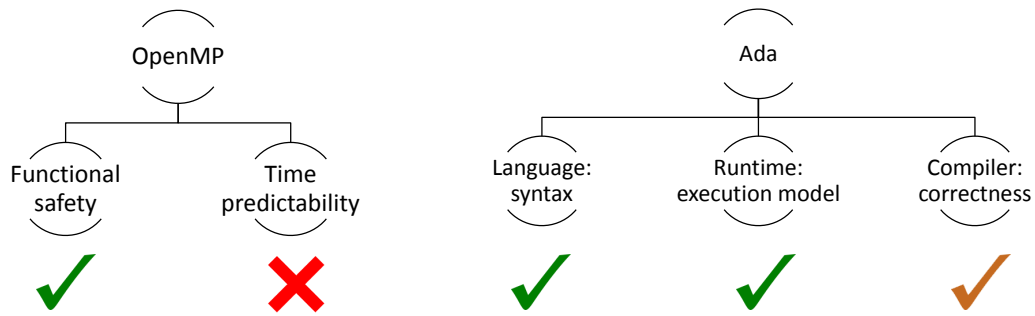 OpenMP
Ada
Functional
safety
Time
predictability
Language:
syntax
Runtime:
execution model
Compiler:
correctness